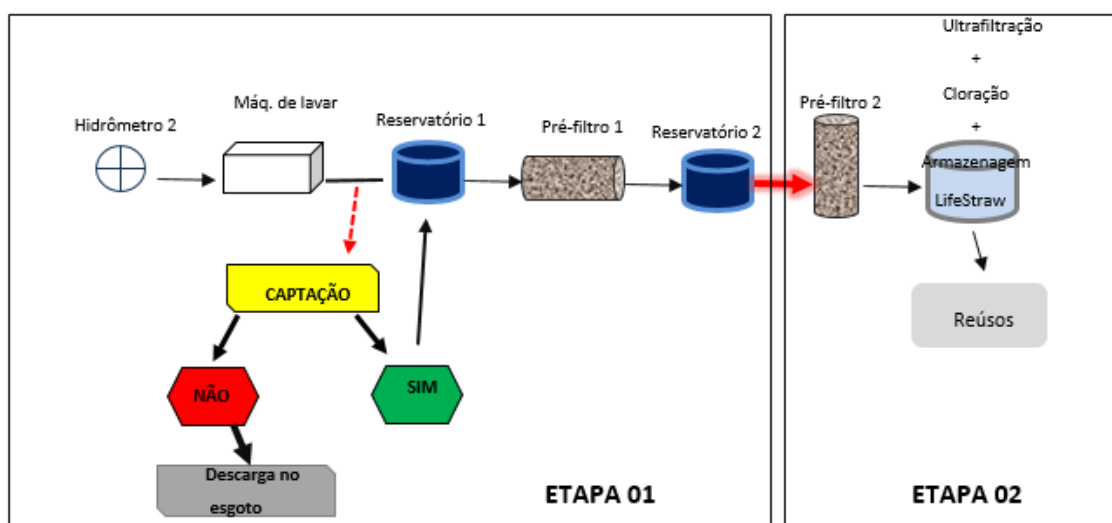 Hidrômetro 2
Máq. de lavar
Reservatório 1
Pré-filtro 1
Reservatório 2
CAPTAÇÃO
NÃO
SIM
Descarga no
esgoto
ETAPA 01
Ultrafiltração
+
Cloração
+
Armazenagem
LifeStraw
Pré-filtro 2
Reúsos
ETAPA 02